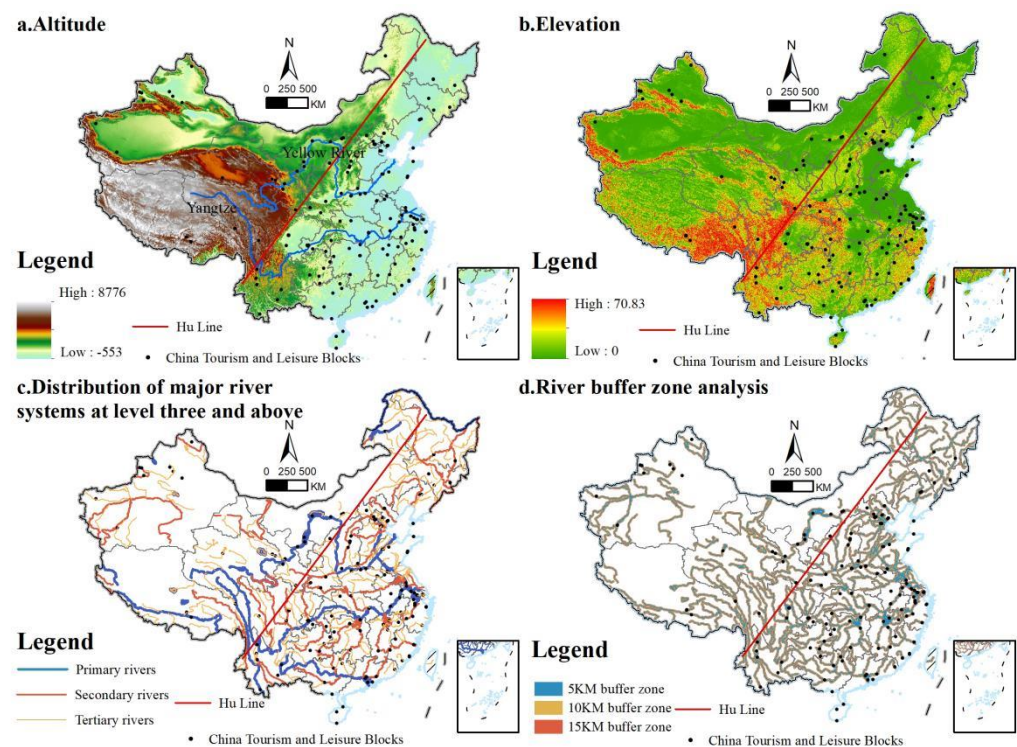 a.Altitude
N
0 250 500
KM
Yellow River
Yangtze
Legend
High : 8776
Low : -553
Hu Line
China Tourism and Leisure Blocks
b.Elevation
N
0 250 500
KM
Lgend
High : 70.83
Low : 0
Hu Line
China Tourism and Leisure Blocks
c.Distribution of major river
systems at level three and above
N
0 250 500
KM
Legend
Primary rivers
Secondary rivers
Tertiary rivers
Hu Line
China Tourism and Leisure Blocks
d.River buffer zone analysis
N
0 250 500
KM
Legend
5KM buffer zone
10KM buffer zone
15KM buffer zone
Hu Line
China Tourism and Leisure Blocks